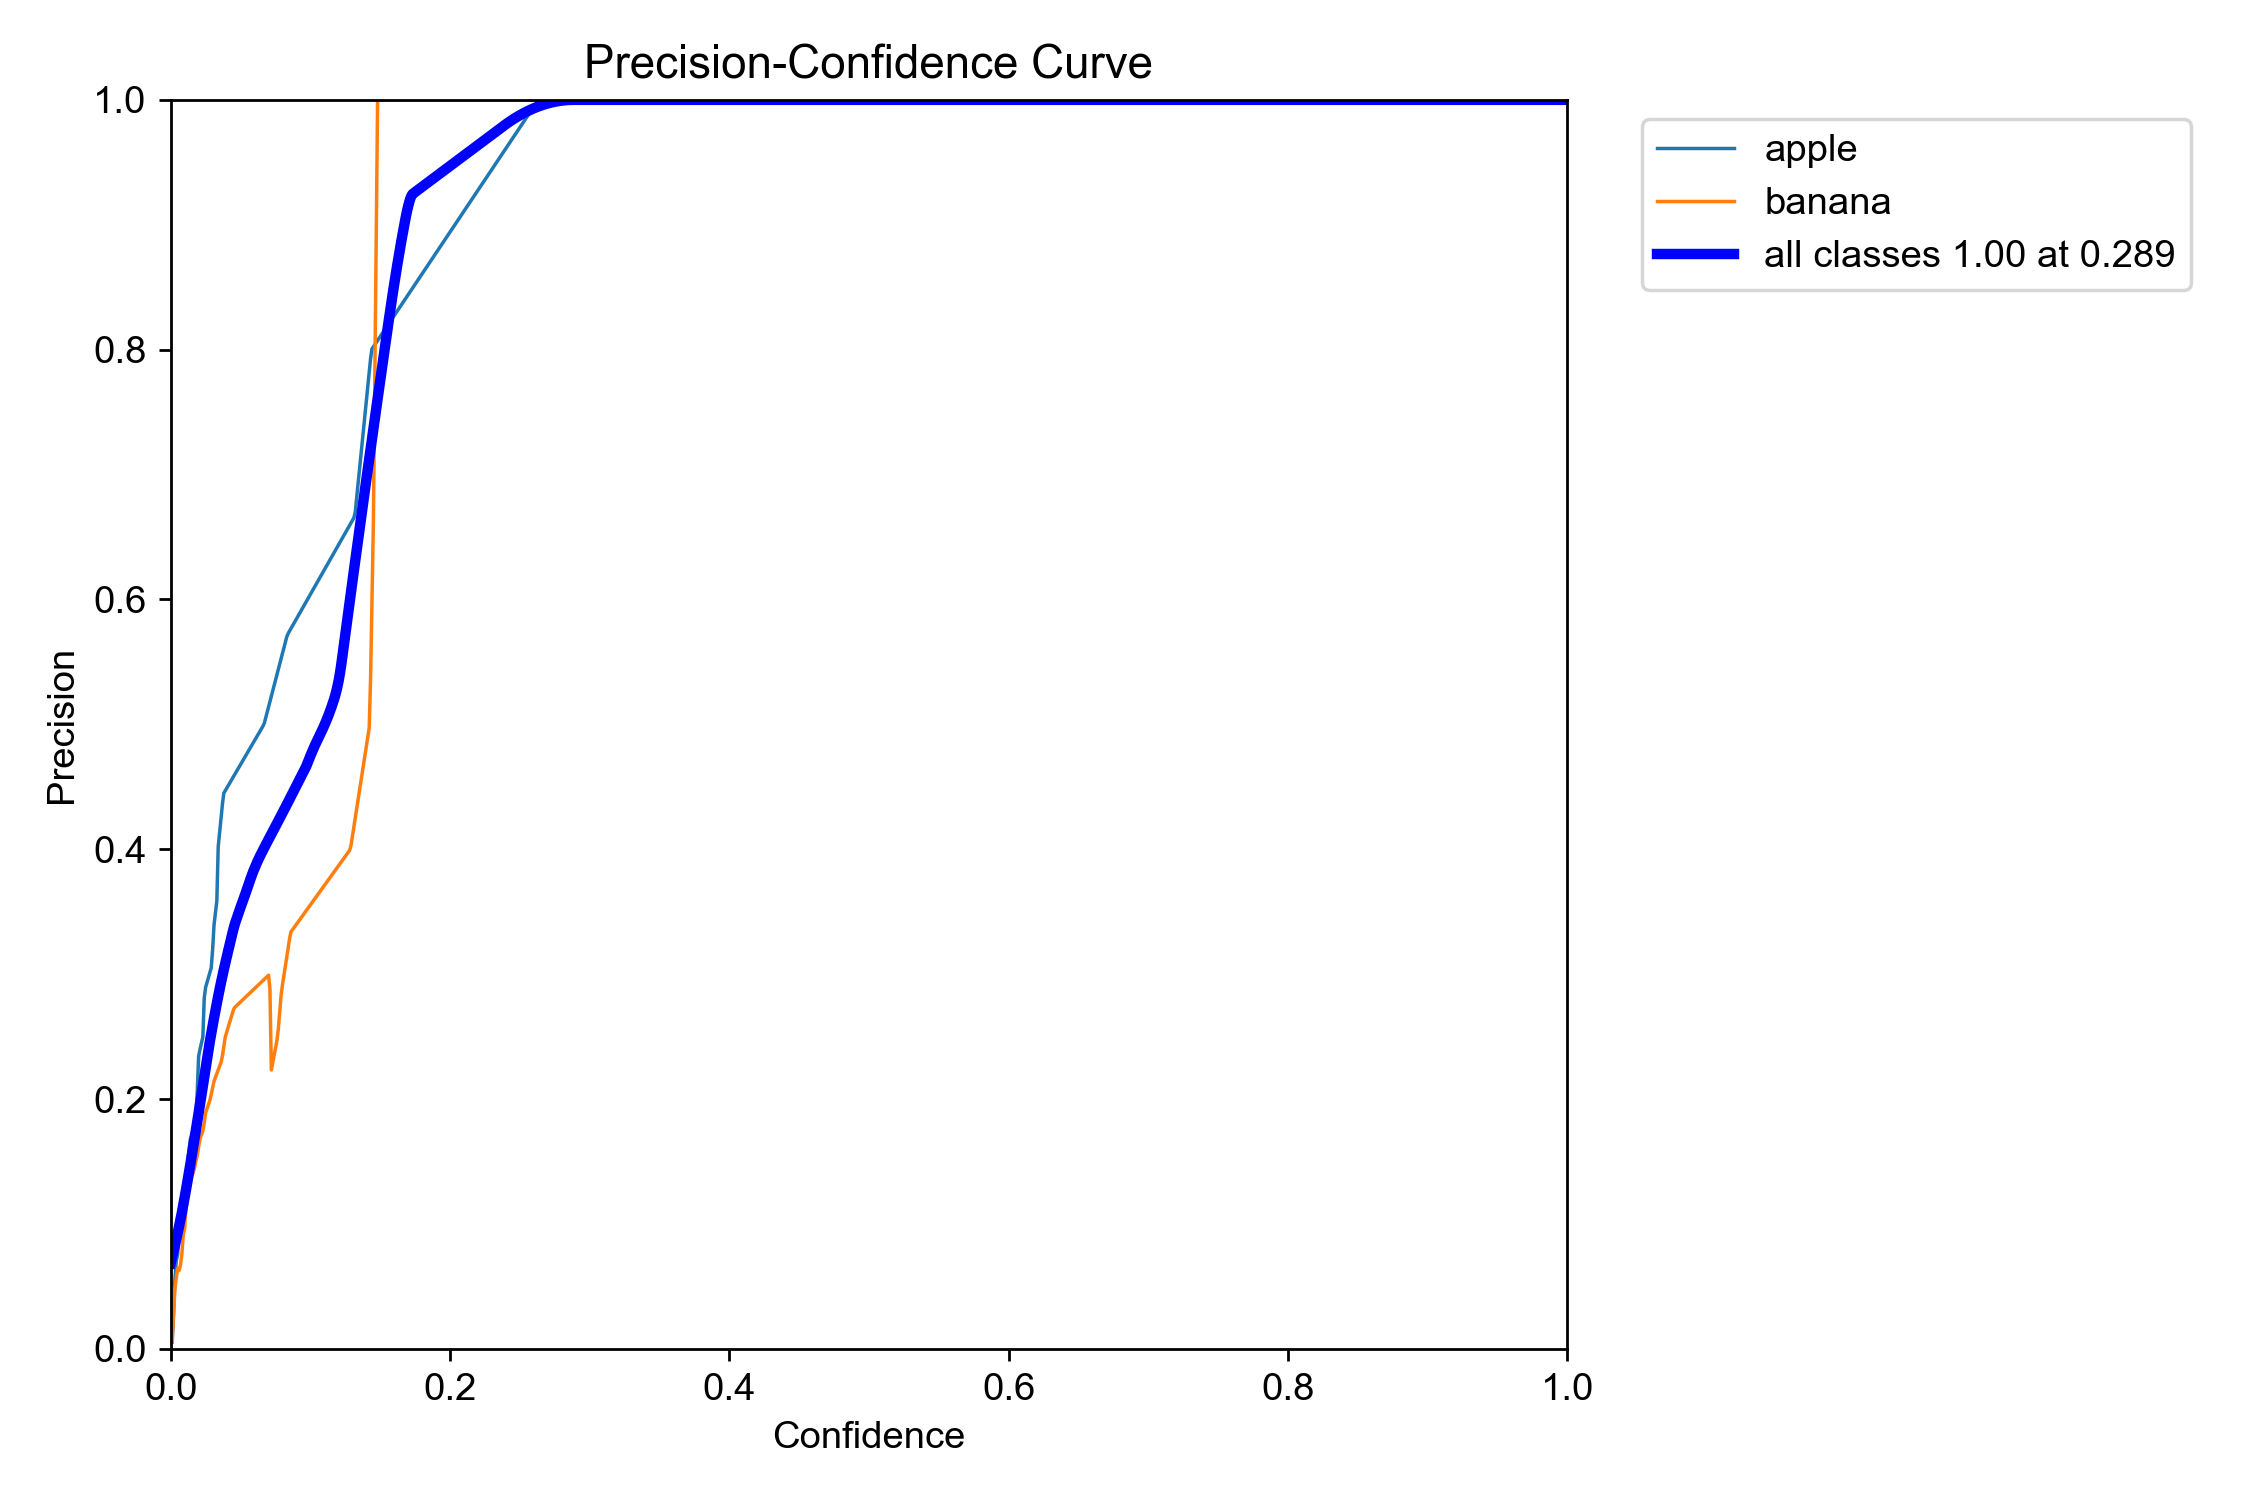 Precision-Confidence Curve
1.0
0.8
0.6
0.4
0.2
0.0
Precision
0.0 0.2 0.4 0.6 0.8 1.0
Confidence
apple
banana
all classes 1.00 at 0.289